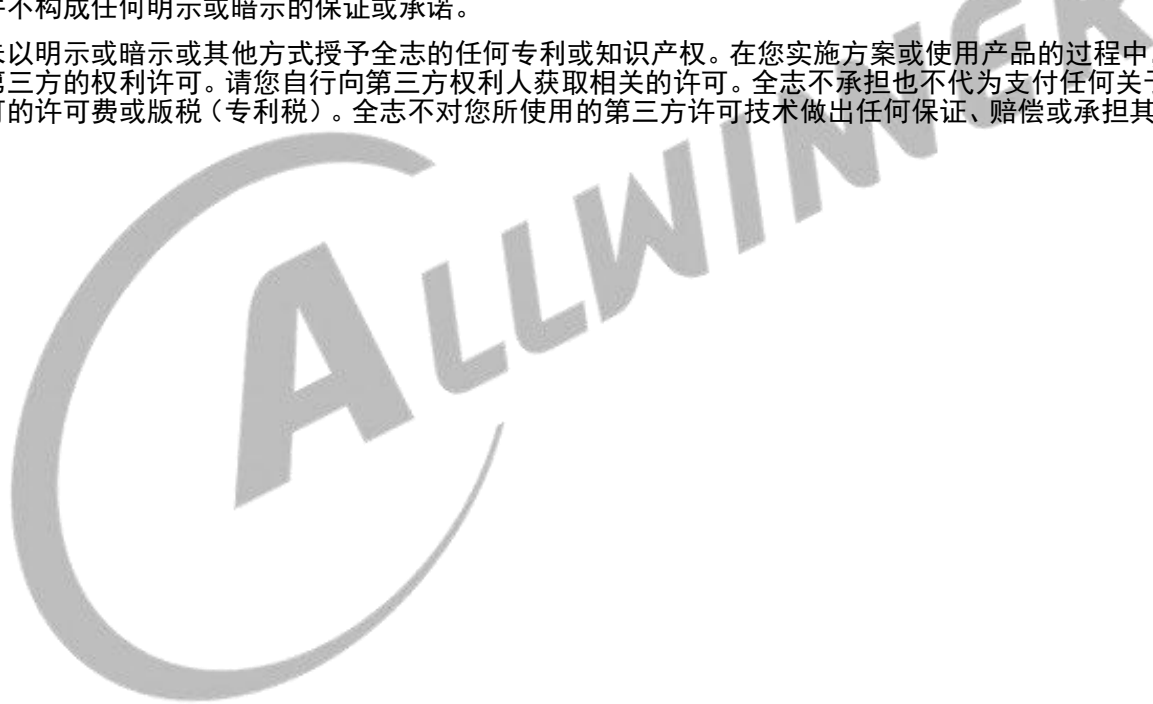 并不构成任何明示或暗示的保证或承诺。
未以明示或暗示或其他方式授予全志的任何专利或知识产权。在您实施方案或使用产品的过程中
第三方的权利许可。请您自行向第三方权利人获取相关的许可。全志不承担也不代为支付任何关于
可的许可费或版税（专利税）。全志不对您所使用的第三方许可技术做出任何保证、赔偿或承担其
ALLWINNER